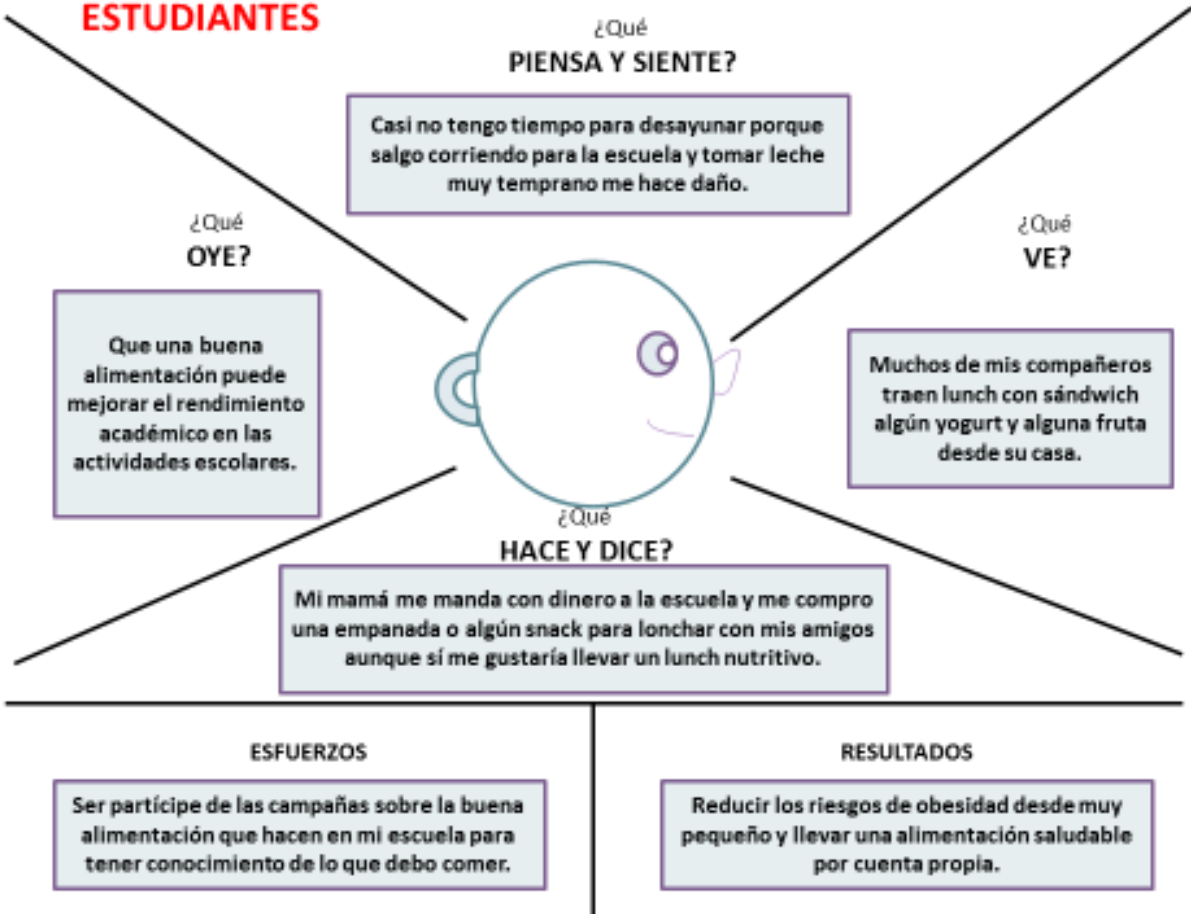 ESTUDIANTES
¿Qué
PIENSA Y SIENTE?
Casi no tengo tiempo para desayunar porque
salgo corriendo para la escuela y tomar leche
muy temprano me hace daño.
¿Qué
OYE?
Que una buena
alimentación puede
mejorar el rendimiento
académico en las
actividades escolares.
¿Qué
VE?
Muchos de mis compañeros
traen lunch con sándwich
algún yogurt y alguna fruta
desde su casa.
¿Qué
HACE Y DICE?
Mi mamá me manda con dinero a la escuela y me compro
una empanada o algún snack para lonchar con mis amigos
aunque sí me gustaría llevar un lunch nutritivo.
ESFUERZOS
Ser partícipe de las campañas sobre la buena
alimentación que hacen en mi escuela para
tener conocimiento de lo que debo comer.
RESULTADOS
Reducir los riesgos de obesidad desde muy
pequeño y llevar una alimentación saludable
por cuenta propia.